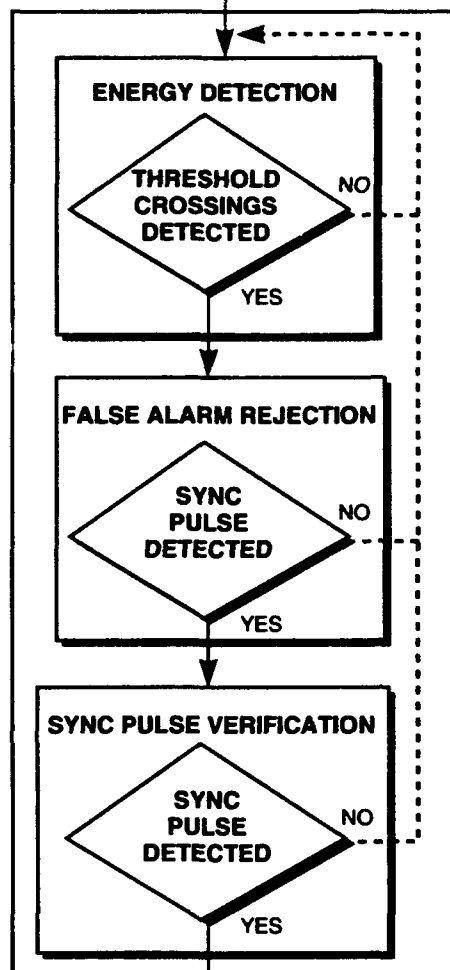 ENERGY DETECTION
THRESHOLD
CROSSINGS
DETECTED
NO
YES
FALSE ALARM REJECTION
SYNC
PULSE
DETECTED
NO
YES
SYNC PULSE VERIFICATION
SYNC
PULSE
DETECTED
NO
YES